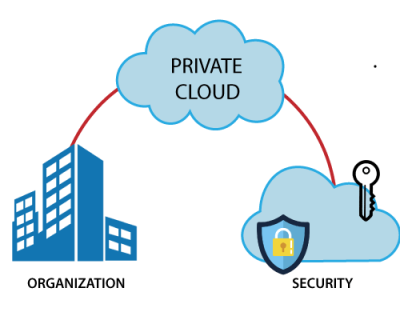 PRIVATE
CLOUD
ORGANIZATION
SECURITY